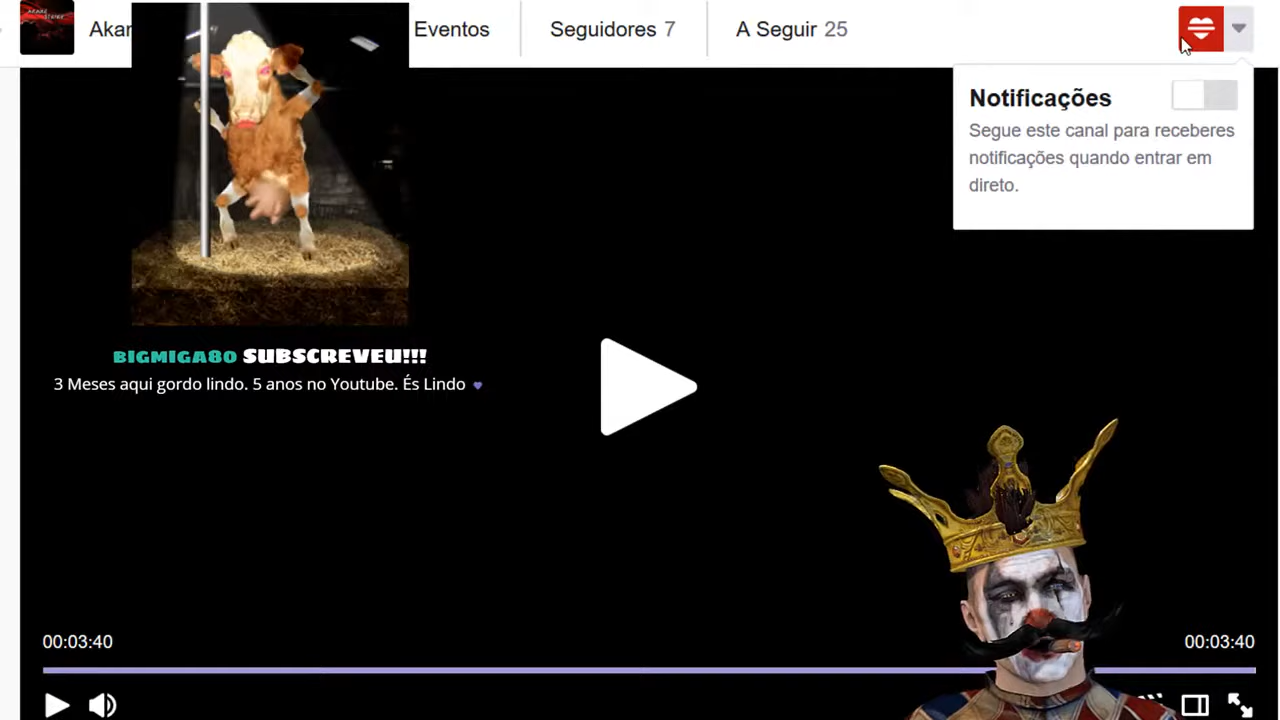 Akar
Eventos
Seguidores 7
A Seguir 25
Notificações
Segue este canal para receberes
notificações quando entrar em
direto.
BIGMIGA80 SUBSCREVEU!!!
3 Meses aqui gordo lindo. 5 anos no Youtube. És Lindo 💜
00:03:40
00:03:40